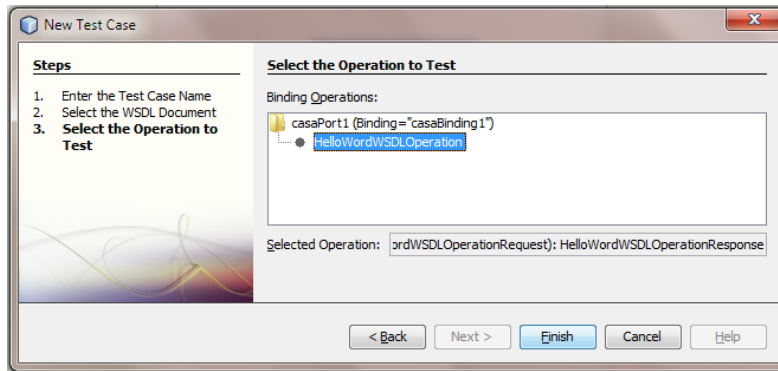 New Test Case
Steps
1. Enter the Test Case Name
2. Select the WSDL Document
3. Select the Operation to
Test
Select the Operation to Test
Binding Operations:
casaPort1 (Binding="casaBinding1")
HelloWordWSDLOperation
Selected Operation: ordWSDLOperationRequest): HelloWordWSDLOperationResponse
< Back Next > Finish Cancel Help